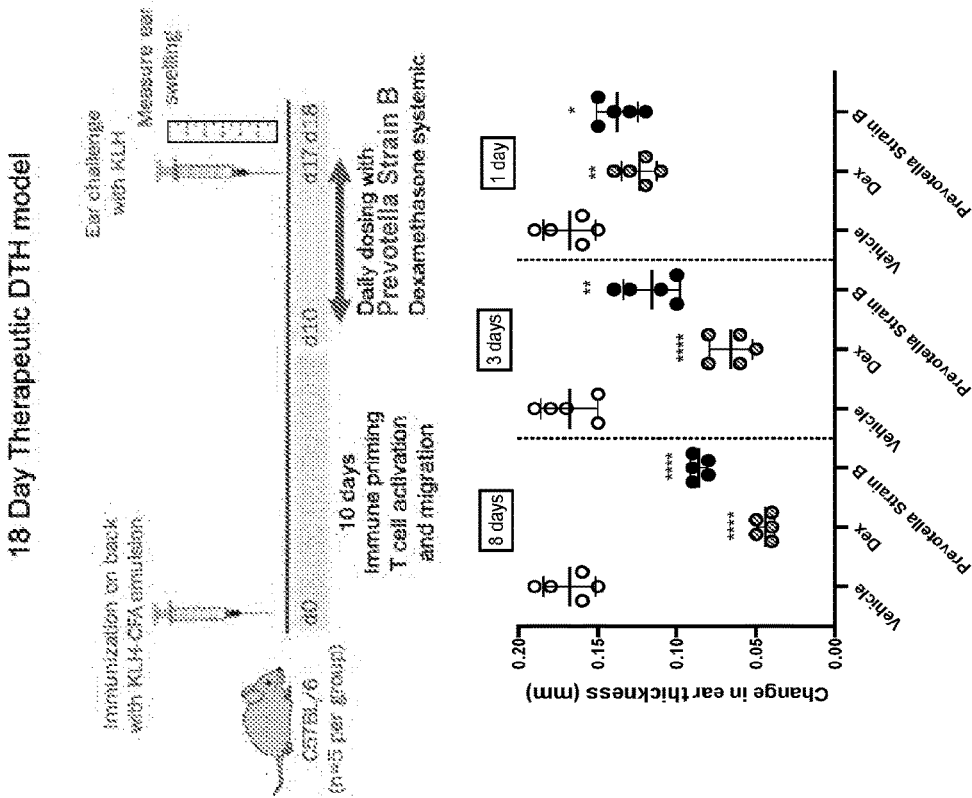 18 Day Therapeutic DTH model
Immunization on back
with KLH-CFA emulsion
Ear challenge
with KLH
Measure ear
swelling
C57BL/6
(n=5 per group)
d0
d10
d17 d18
10 days
Immune priming
T cell activation
and migration
Daily dosing with
Prevotella Strain B
Dexamethasone systemic
Change in ear thickness (mm)
0.20
0.15
0.10
0.05
0.00
8 days
3 days
1 day
****
****
****
**
**
*
Vehicle
Dex
Prevotella Strain B
Vehicle
Dex
Prevotella Strain B
Vehicle
Dex
Prevotella Strain B